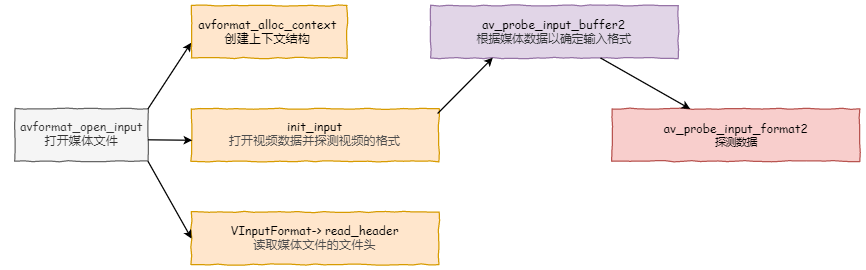 avformat_alloc_context
创建上下文结构
av_probe_input_buffer2
根据媒体数据以确定输入格式
avformat_open_input
打开媒体文件
init_input
打开视频数据并探测视频的格式
av_probe_input_format2
探测数据
VInputFormat-> read_header
读取媒体文件的文件头